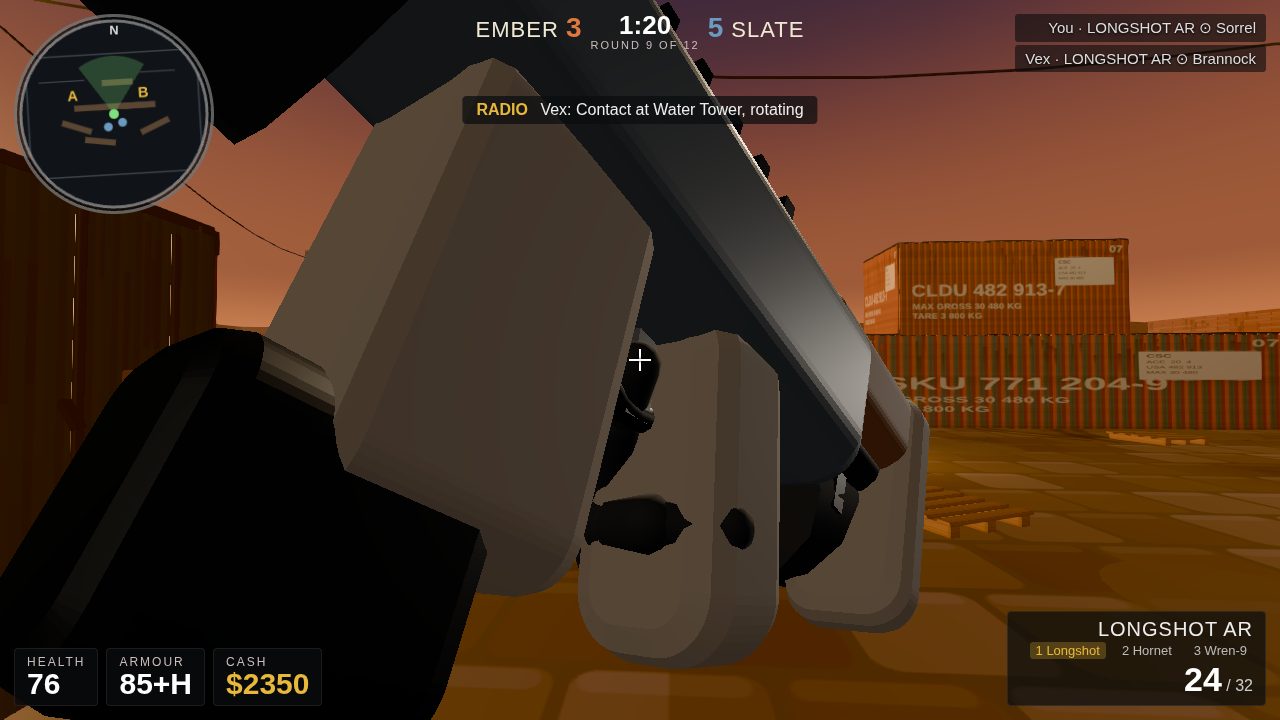 N
A
B
EMBER 3 1:20 5 SLATE
ROUND 9 OF 12
You · LONGSHOT AR ⊙ Sorrel
Vex · LONGSHOT AR ⊙ Brannock
RADIO Vex: Contact at Water Tower, rotating
07
CSC
CLDU 482 913-7
MAX GROSS 30 480 KG
TARE 3 800 KG
07
CSC
SKU 771 204-9
GROSS 30 480 KG
800 KG
HEALTH
76
ARMOUR
85+H
CASH
$2350
LONGSHOT AR
1 Longshot 2 Hornet 3 Wren-9
24 / 32